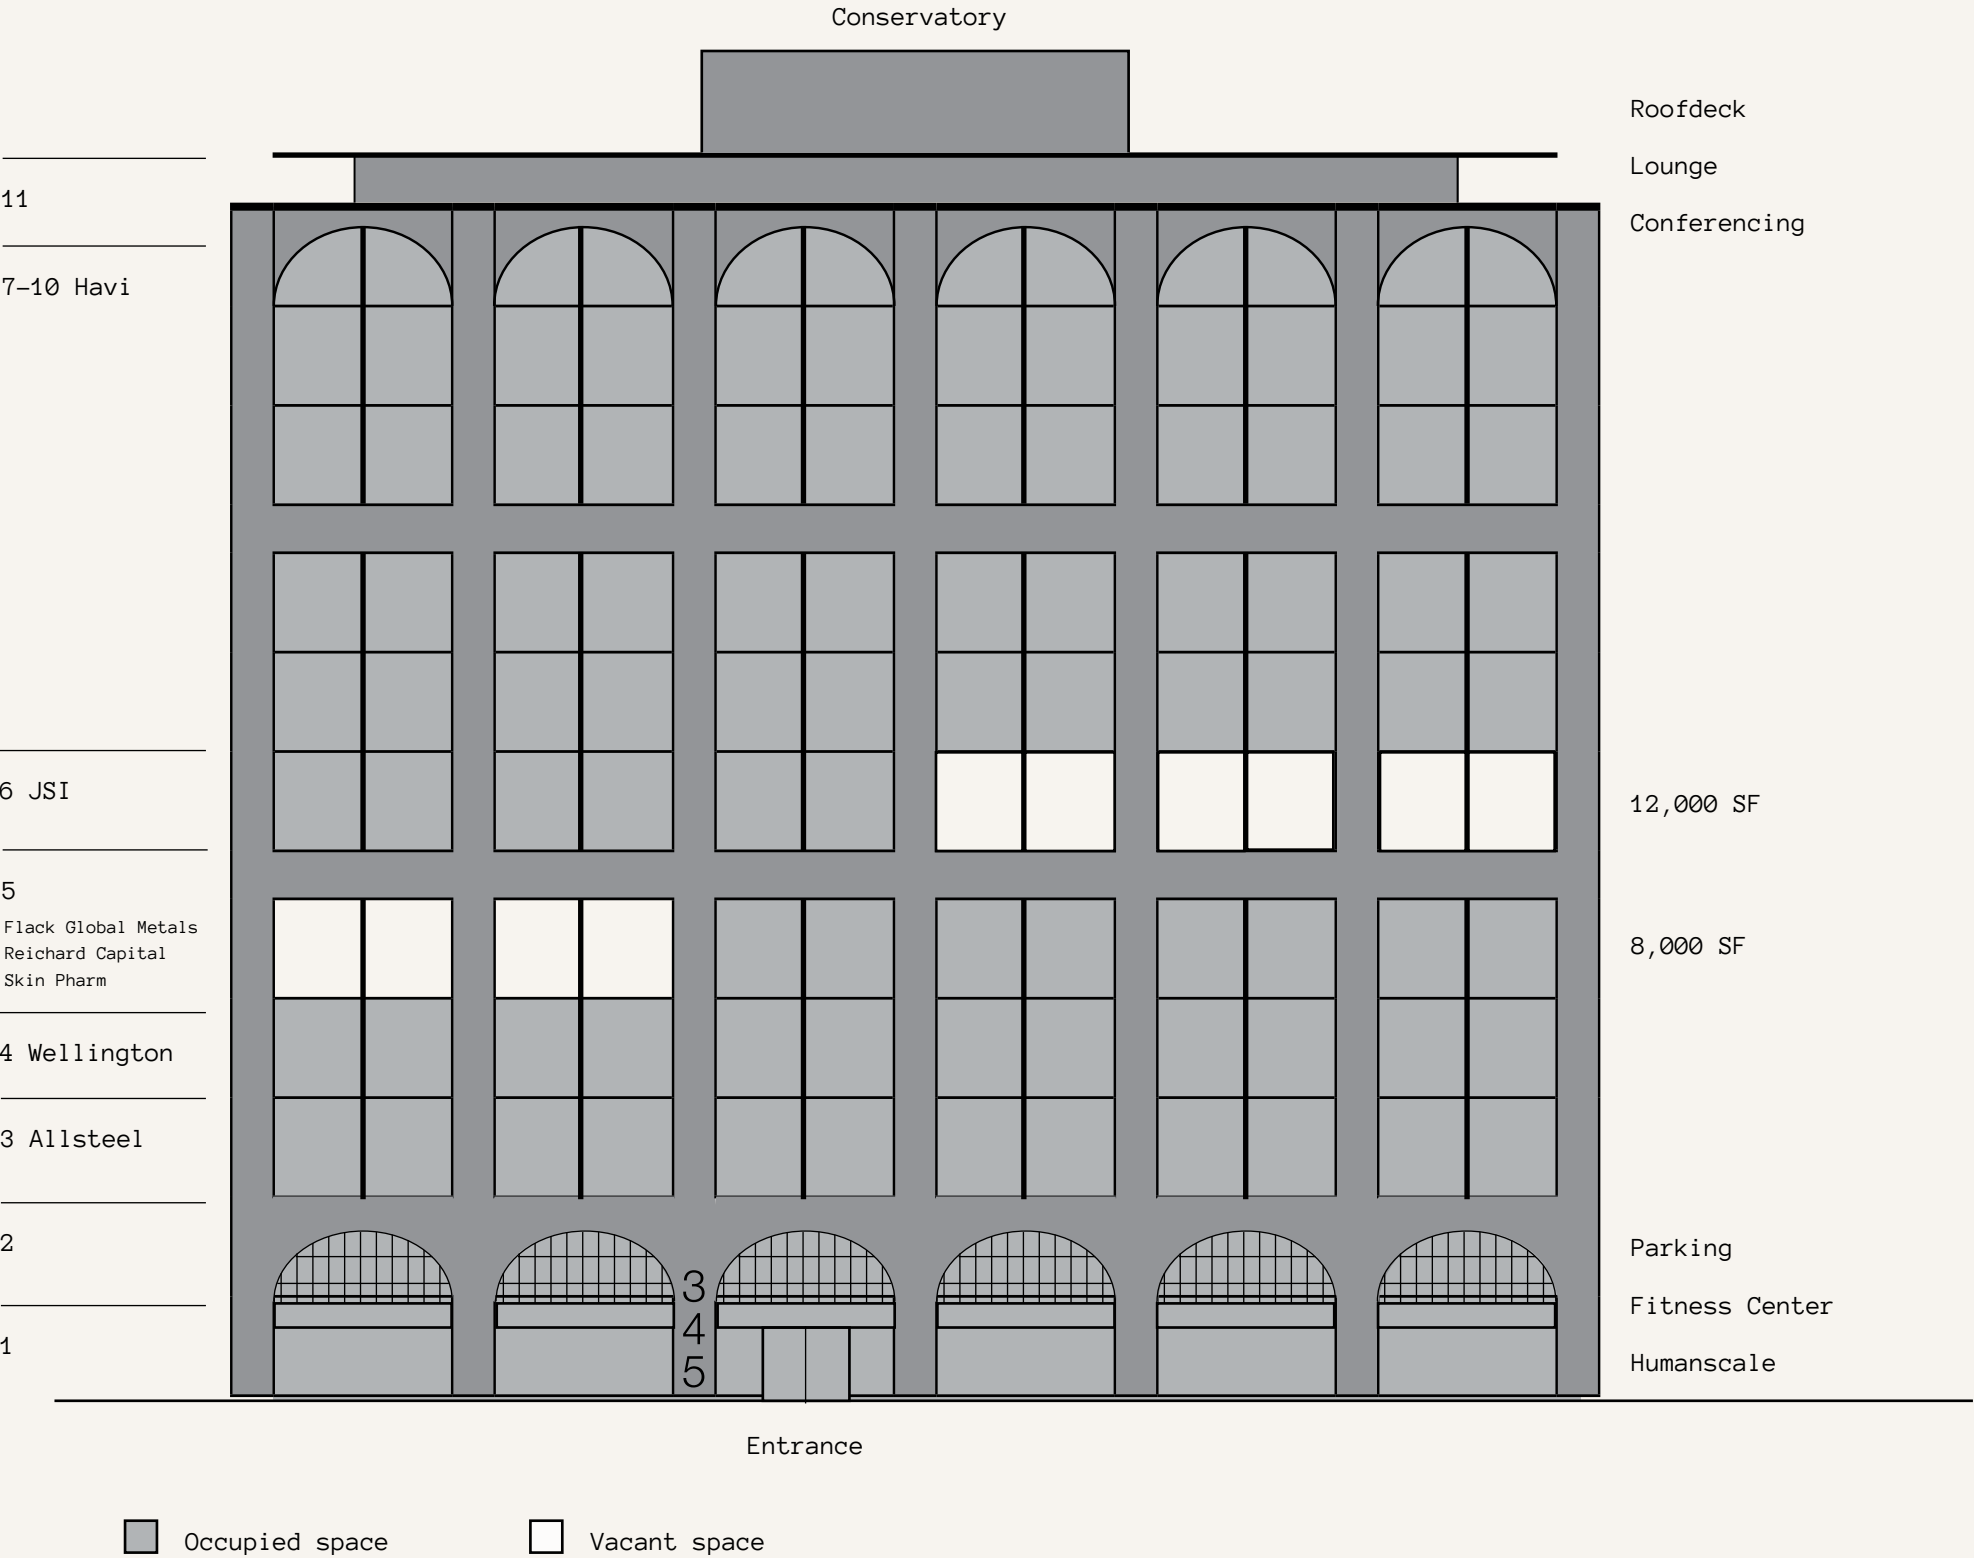 Conservatory
Roofdeck
Lounge
11
Conferencing
7–10 Havi
6 JSI
12,000 SF
5
Flack Global Metals
Reichard Capital
Skin Pharm
8,000 SF
4 Wellington
3 Allsteel
2
Parking
3
4
5
Fitness Center
1
Humanscale
Entrance
Occupied space
Vacant space